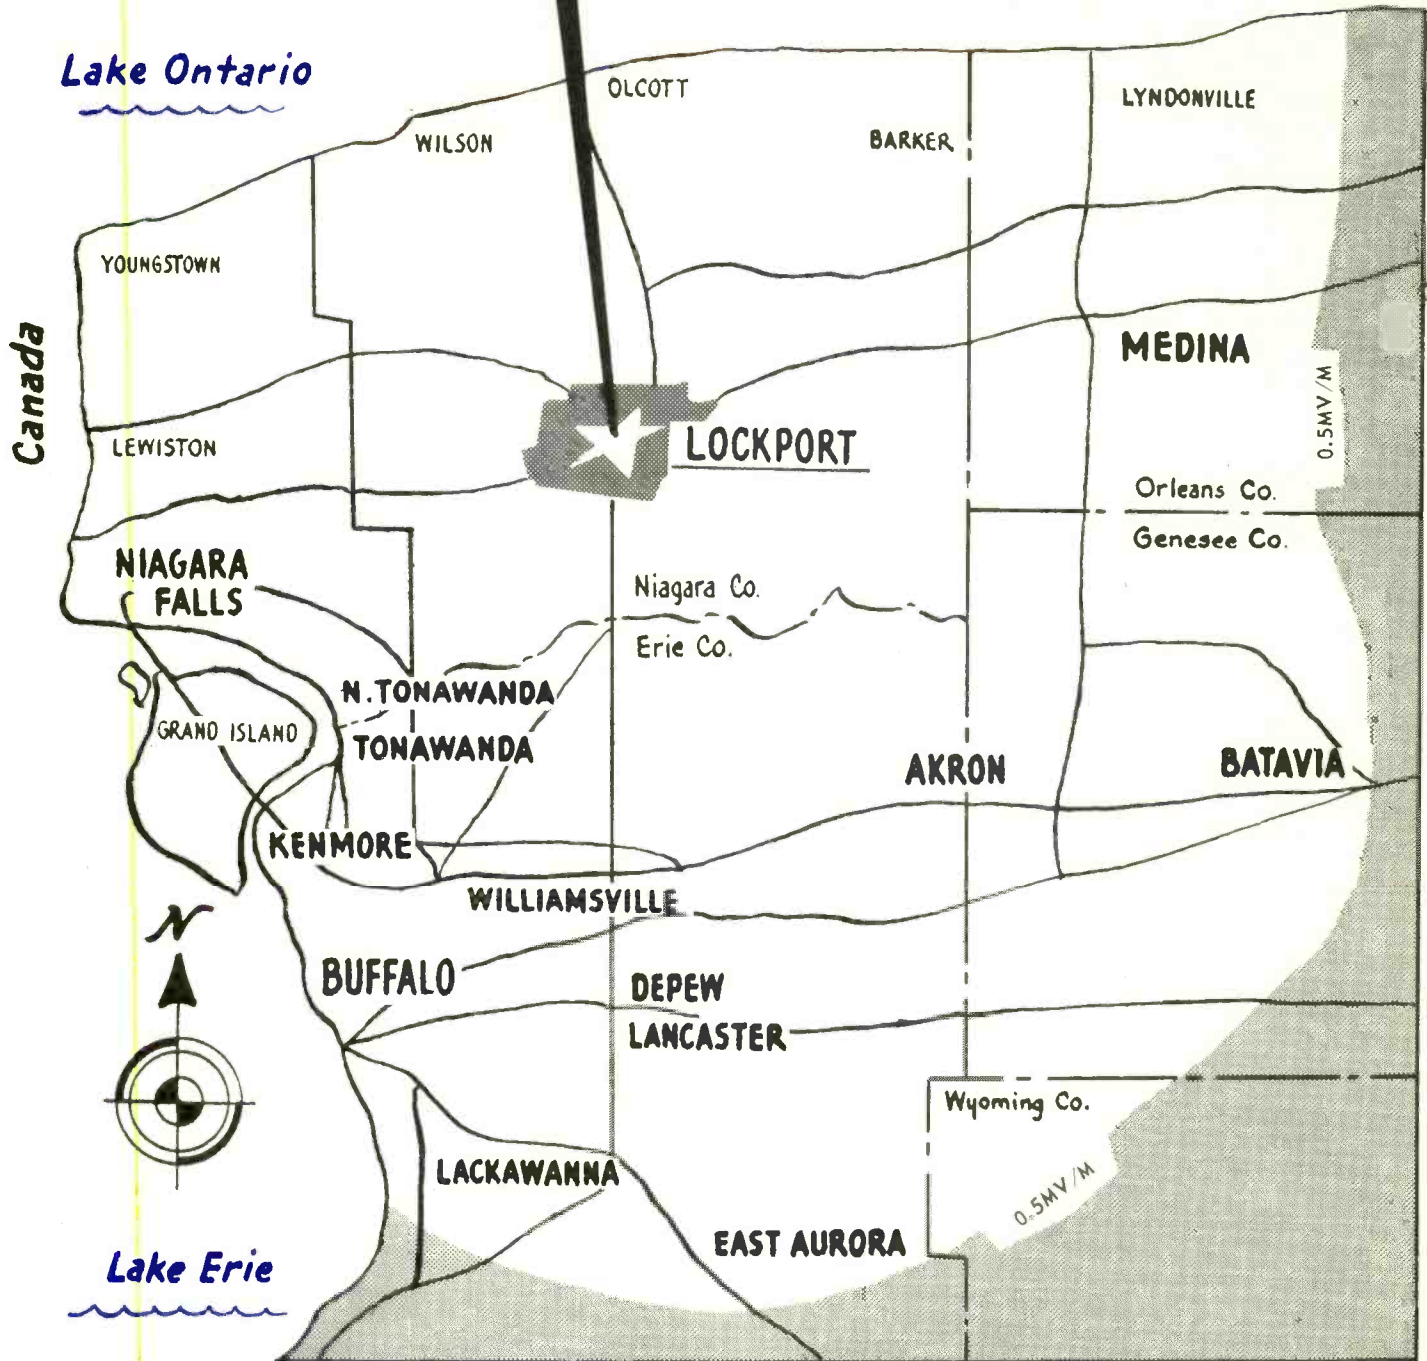 Lake Ontario
OLCOTT
LYNDONVILLE
WILSON
BARKER
YOUNGSTOWN
Canada
MEDINA
0.5MV/M
LEWISTON
LOCKPORT
Orleans Co.
Genesee Co.
NIAGARA
FALLS
Niagara Co.
Erie Co.
N. TONAWANDA
GRAND ISLAND
TONAWANDA
AKRON
BATAVIA
KENMORE
WILLIAMSVILLE
N
BUFFALO
DEPEW
LANCASTER
Wyoming Co.
LACKAWANNA
0.5MV/M
EAST AURORA
Lake Erie